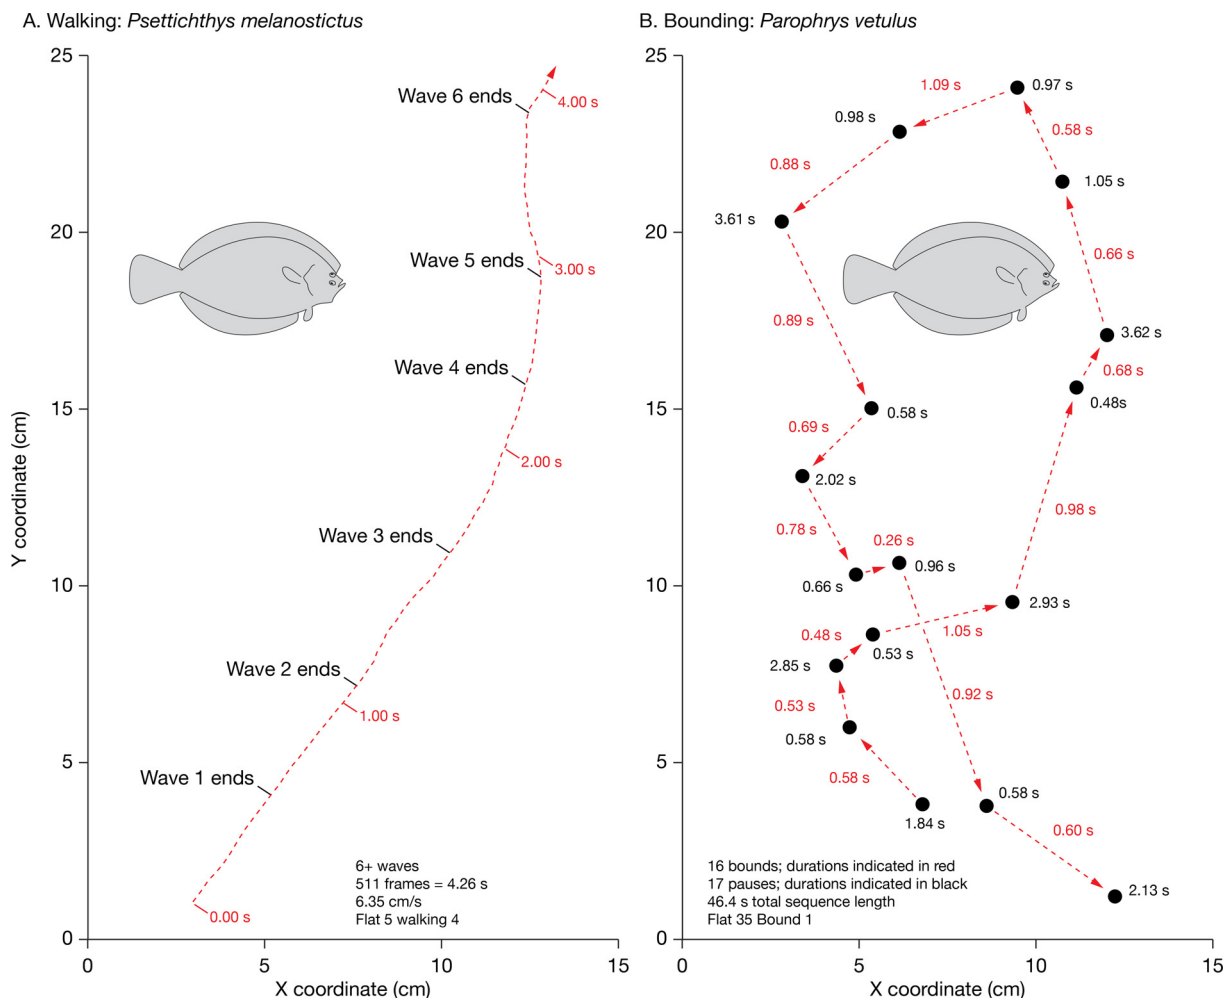 A. Walking: Psettichthys melanostictus
25
20
15
10
5
0
Y coordinate (cm)
0
5
10
15
X coordinate (cm)
Wave 6 ends
4.00 s
Wave 5 ends
3.00 s
Wave 4 ends
2.00 s
Wave 3 ends
Wave 2 ends
1.00 s
Wave 1 ends
0.00 s
6+ waves
511 frames = 4.26 s
6.35 cm/s
Flat 5 walking 4
B. Bounding: Parophrys vetulus
25
20
15
10
5
0
0
5
10
15
X coordinate (cm)
1.09 s
0.97 s
0.98 s
0.58 s
0.88 s
1.05 s
3.61 s
0.66 s
0.89 s
3.62 s
0.68 s
0.48s
0.58 s
0.69 s
2.02 s
0.98 s
0.78 s
0.26 s
0.96 s
0.66 s
2.93 s
1.05 s
0.48 s
0.53 s
2.85 s
0.92 s
0.53 s
0.58 s
0.58 s
0.58 s
1.84 s
0.60 s
2.13 s
16 bounds; durations indicated in red
17 pauses; durations indicated in black
46.4 s total sequence length
Flat 35 Bound 1